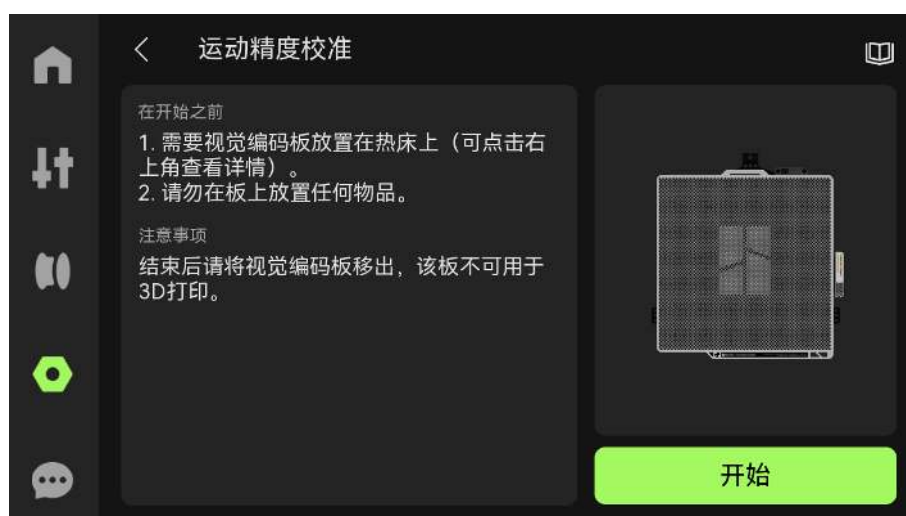 运动精度校准
在开始之前
1. 需要视觉编码板放置在热床上（可点击右
上角查看详情）。
2. 请勿在板上放置任何物品。
注意事项
结束后请将视觉编码板移出，该板不可用于
3D打印。
开始